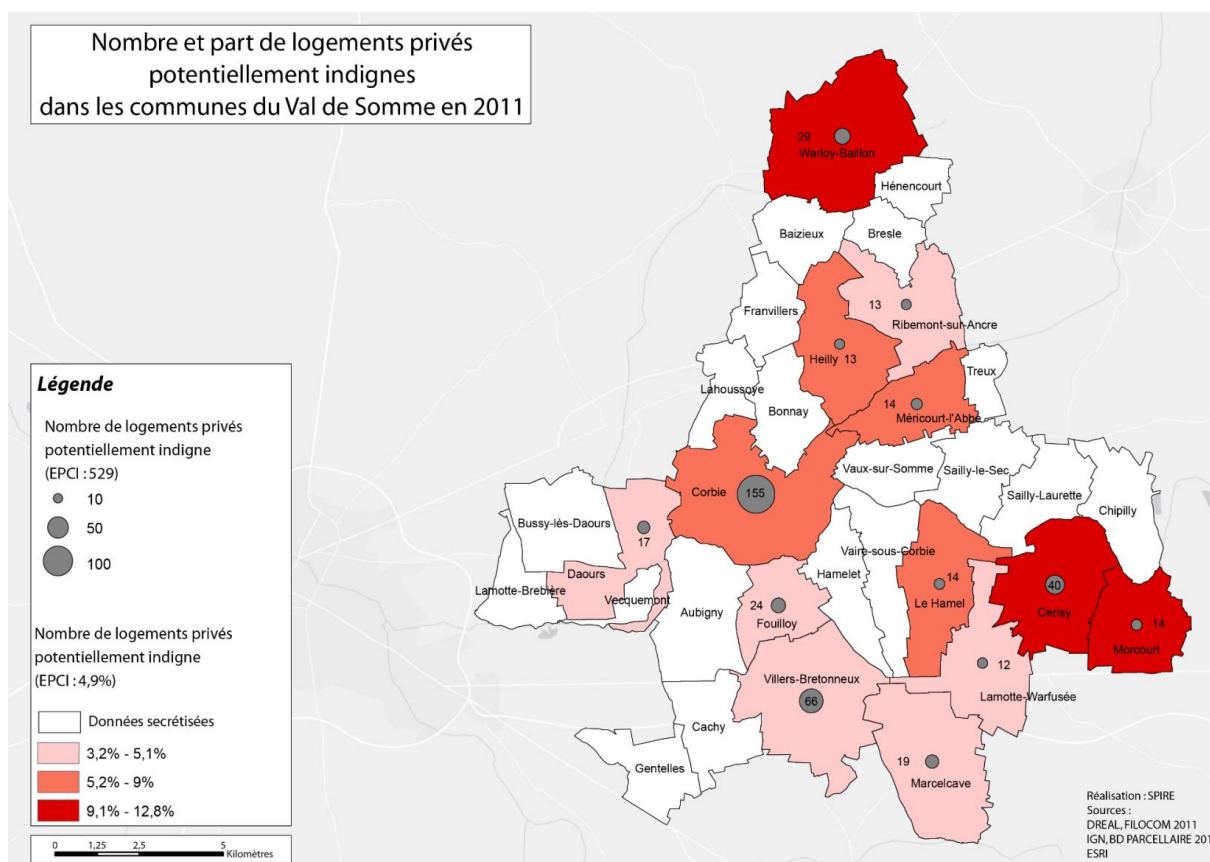 Nombre et part de logements privés
potentiellement indignes
dans les communes du Val de Somme en 2011
29
Warloy-Baillon
Hénencourt
Baizieux
Bresle
Franvillers
13
Ribemont-sur-Ancre
Heilly 13
Treux
Lahoussoye
Bonnay
14
Méricourt-l'Abbé
Corbie
155
Vaux-sur-Somme
Sailly-le-Sec
Sailly-Laurette
Chipilly
Bussy-lès-Daours
17
Daours
Lamotte-Brebière
Vecquemont
Aubigny
Hamelet
Vaire-sous-Corbie
14
Le Hamel
24
Fouilloy
40
Cerisy
14
Morcourt
12
Lamotte-Warfusée
Villers-Bretonneux
66
Cachy
Gentelles
19
Marcelcave
Légende
Nombre de logements privés
potentiellement indigne
(EPCI : 529)
10
50
100
Nombre de logements privés
potentiellement indigne
(EPCI : 4,9%)
Données secrétisées
3,2% - 5,1%
5,2% - 9%
9,1% - 12,8%
0 1,25 2,5 5
Kilomètres
Réalisation : SPIRE
Sources :
DREAL, FILOCOM 2011
IGN, BD PARCELLAIRE 201
ESRI